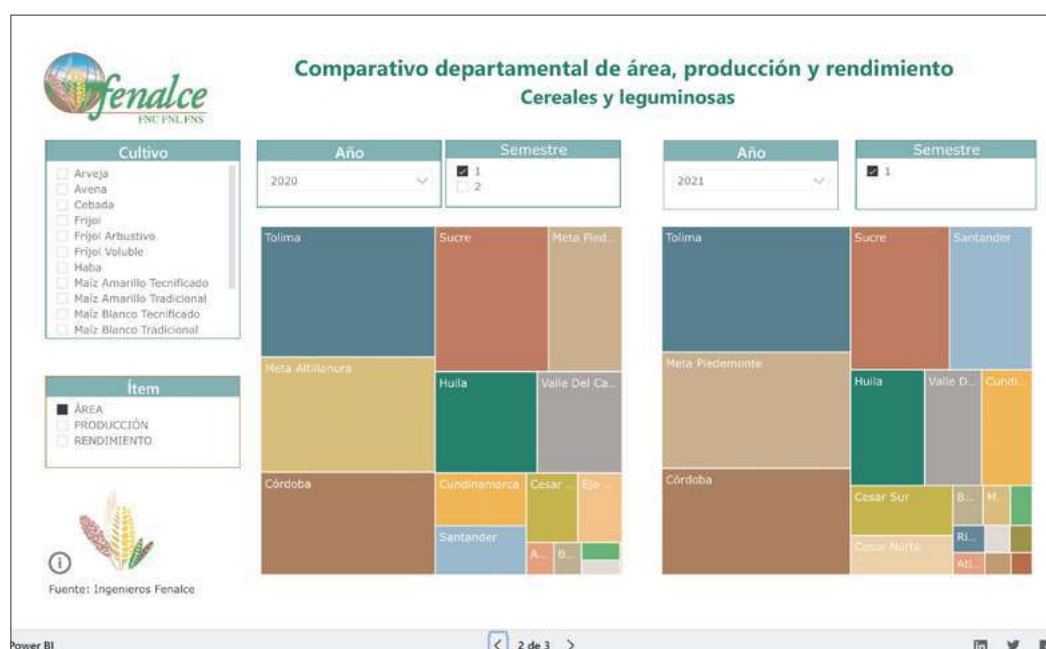 fenalce
FNC FNL FNS
Comparativo departamental de área, producción y rendimiento
Cereales y leguminosas
Cultivo
Arveja
Avena
Cebada
Frijol
Frijol Arbustivo
Frijol Voluble
Haba
Maíz Amarillo Tecnificado
Maíz Amarillo Tradicional
Maíz Blanco Tecnificado
Maíz Blanco Tradicional
Ítem
ÁREA
PRODUCCIÓN
RENDIMIENTO
i
Fuente: Ingenieros Fenalce
Año
2020
Semestre
1
2
Tolima
Sucre
Meta Pied...
Meta Altillanura
Huila
Valle Del Ca...
Córdoba
Cundinamarca
Cesar ...
Eje ...
Santander
A...
B...
Año
2021
Semestre
1
Tolima
Sucre
Santander
Meta Piedemonte
Huila
Valle D...
Cundi...
Córdoba
Cesar Sur
B...
M...
Cesar Norte
Ri...
Atl...
Power BI
2 de 3